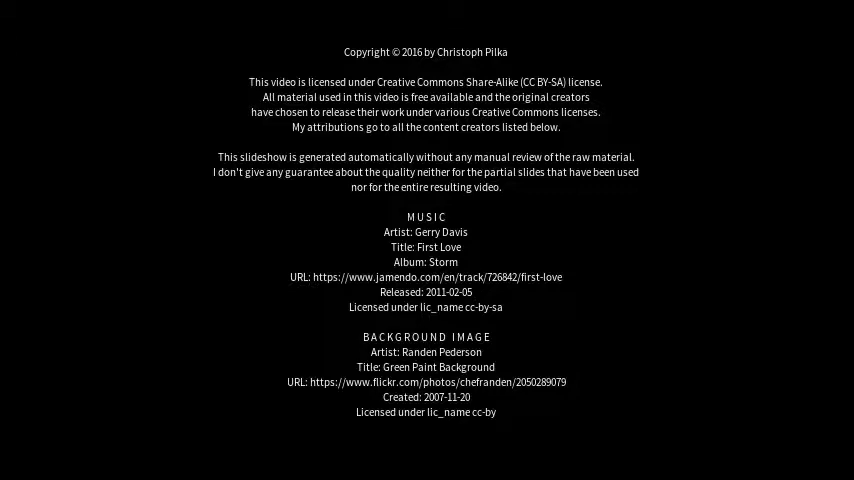 Copyright © 2016 by Christoph Pilka
This video is licensed under Creative Commons Share-Alike (CC BY-SA) license.
All material used in this video is free available and the original creators
have chosen to release their work under various Creative Commons licenses.
My attributions go to all the content creators listed below.
This slideshow is generated automatically without any manual review of the raw material.
I don't give any guarantee about the quality neither for the partial slides that have been used
nor for the entire resulting video.
M U S I C
Artist: Gerry Davis
Title: First Love
Album: Storm
URL: https://www.jamendo.com/en/track/726842/first-love
Released: 2011-02-05
Licensed under lic_name cc-by-sa
B A C K G R O U N D   I M A G E
Artist: Randen Pederson
Title: Green Paint Background
URL: https://www.flickr.com/photos/chefranden/2050289079
Created: 2007-11-20
Licensed under lic_name cc-by